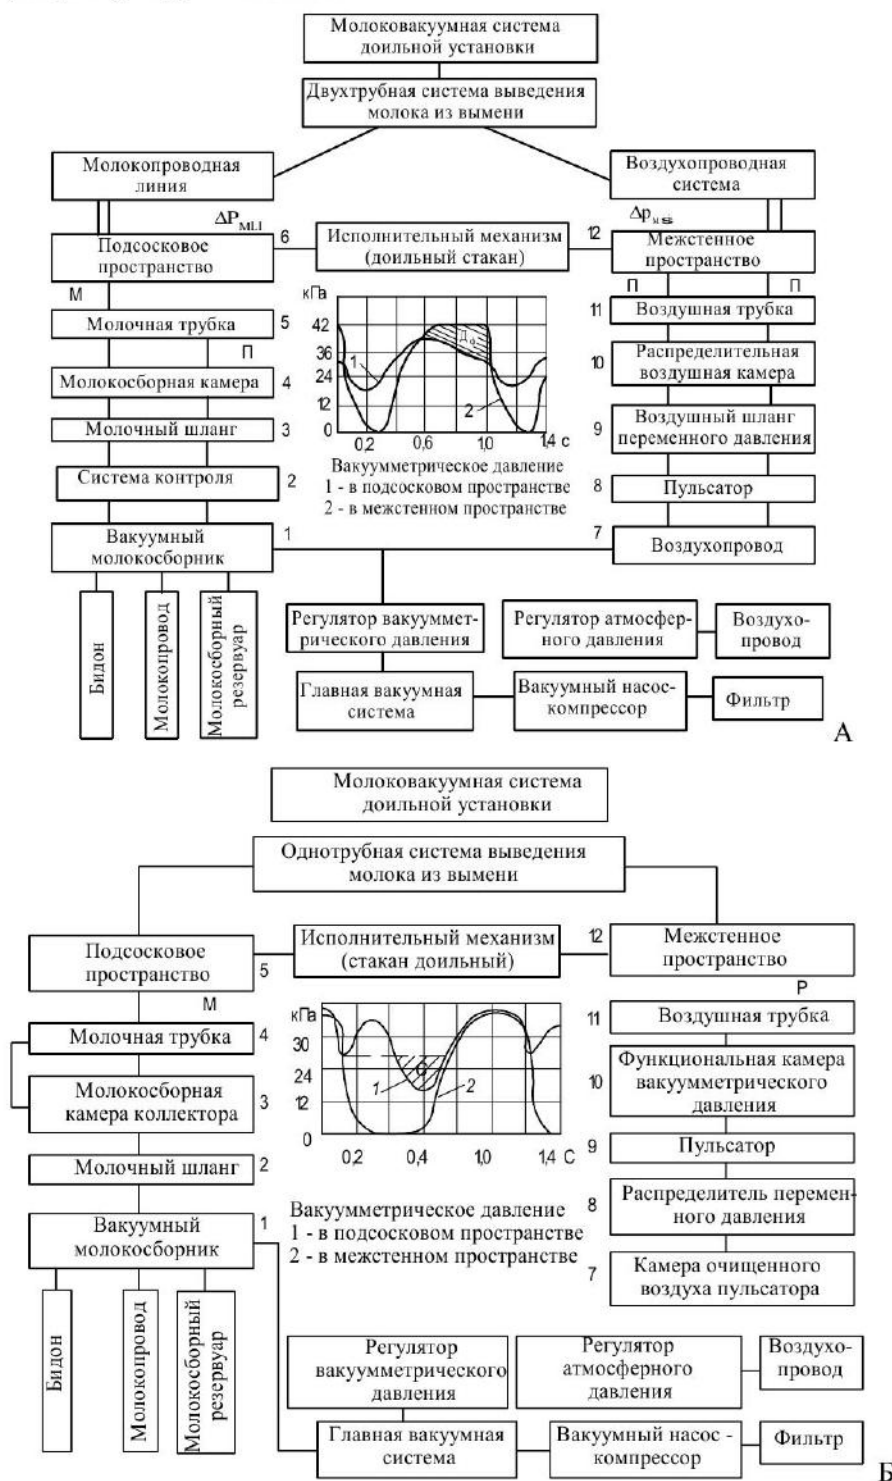 Молоковакуумная система
доильной установки
Двухтрубная система выведения
молока из вымени
Молокопроводная
линия
Воздухопроводная
система
6
12
Подсосковое
пространство
Исполнительный механизм
(доильный стакан)
Межстенное
пространство
М
П
П
кПа
42
36
24
12
0
0,2
0,6
1,0
1,4 с
1
2
Молочная трубка
5
П
Молокосборная камера
4
Молочный шланг
3
Система контроля
2
Вакуумный
молокосборник
1
11
Воздушная трубка
10
Распределительная
воздушная камера
9
Воздушный шланг
переменного давления
8
Пульсатор
7
Воздухопровод
Вакуумметрическое давление
1 - в подсосковом пространстве
2 - в межстенном пространстве
Бидон
Молокопровод
Молокосборный
резервуар
Регулятор вакууммет-
рического давления
Регулятор атмосфер-
ного давления
Воздухо-
провод
Главная вакуумная
система
Вакуумный насос-
компрессор
Фильтр
А
Молоковакуумная система
доильной установки
Однотрубная система выведения
молока из вымени
Подсосковое
пространство
5
Исполнительный механизм
(стакан доильный)
12
Межстенное
пространство
М
Р
Молочная трубка
4
Молокосборная
камера коллектора
3
Молочный шланг
2
Вакуумный
молокосборник
1
кПа
30
24
12
0
0,2
0,4
1,0
1,4 С
1
2
11
Воздушная трубка
10
Функциональная камера
вакуумметрического
давления
9
Пульсатор
8
Распределитель перемен-
ного давления
7
Камера очищенного
воздуха пульсатора
Вакуумметрическое давление
1 - в подсосковом пространстве
2 - в межстенном пространстве
Бидон
Молокопровод
Молокосборный
резервуар
Регулятор
вакуумметрического
давления
Регулятор
атмосферного
давления
Воздухо-
провод
Главная вакуумная
система
Вакуумный насос -
компрессор
Фильтр
Б